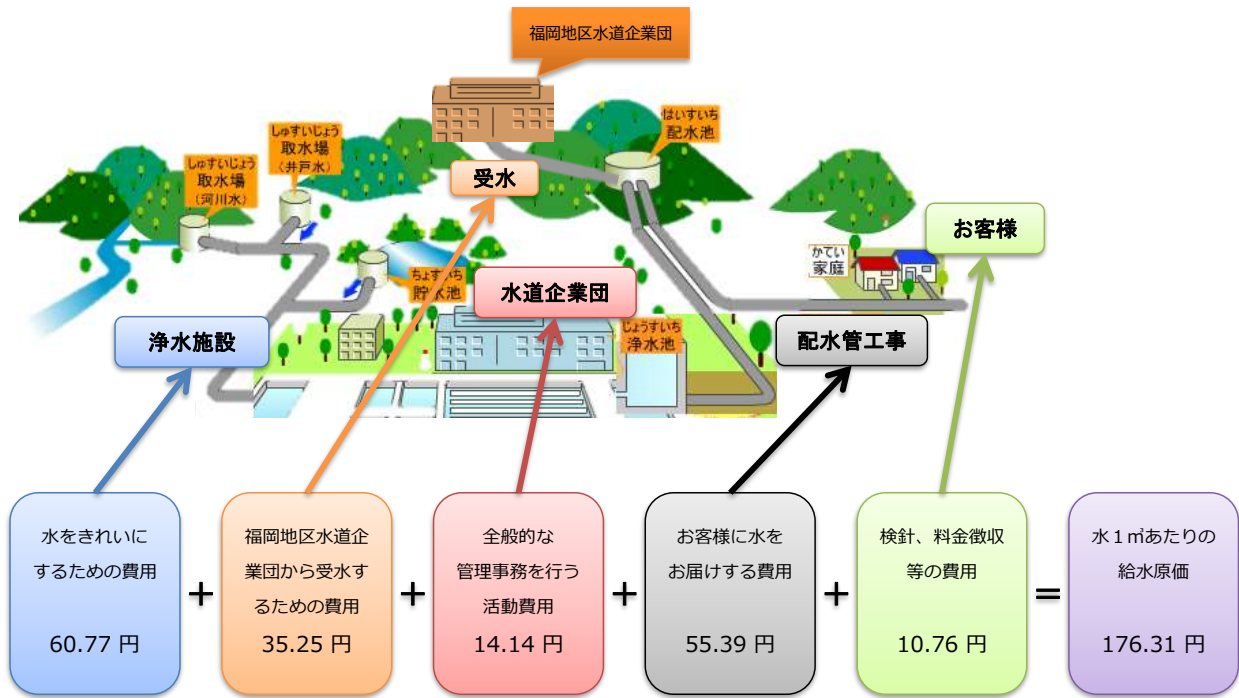 福岡地区水道企業団
はいすいち
配水池
しゅすいじょう
取水場
(井戸水)
しゅすいじょう
取水場
(河川水)
受水
お客様
かてい
家庭
ちょすいち
貯水池
水道企業団
じょうすいち
浄水池
浄水施設
配水管工事
水をきれいに
するための費用
60.77 円
+
福岡地区水道企
業団から受水す
るための費用
35.25 円
+
全般的な
管理事務を行う
活動費用
14.14 円
+
お客様に水を
お届けする費用
55.39 円
+
検針、料金徴収
等の費用
10.76 円
=
水1㎥あたりの
給水原価
176.31 円